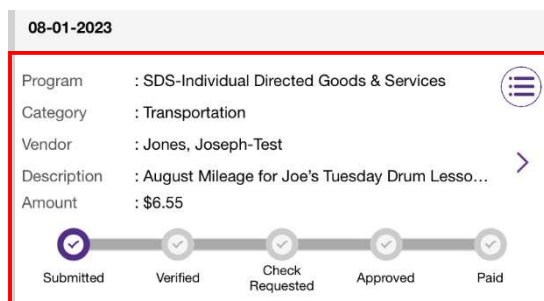 08-01-2023
Program : SDS-Individual Directed Goods & Services
Category : Transportation
Vendor : Jones, Joseph-Test
Description : August Mileage for Joe's Tuesday Drum Lesso...
Amount : $6.55
Submitted Verified Check Requested Approved Paid